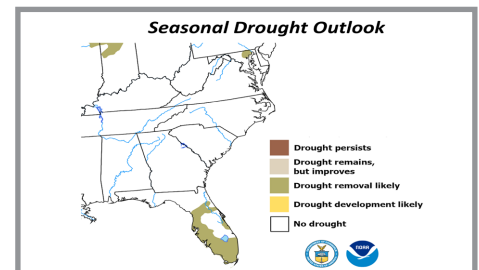 Seasonal Drought Outlook
Drought persists
Drought remains,
but improves
Drought removal likely
Drought development likely
No drought
NOAA